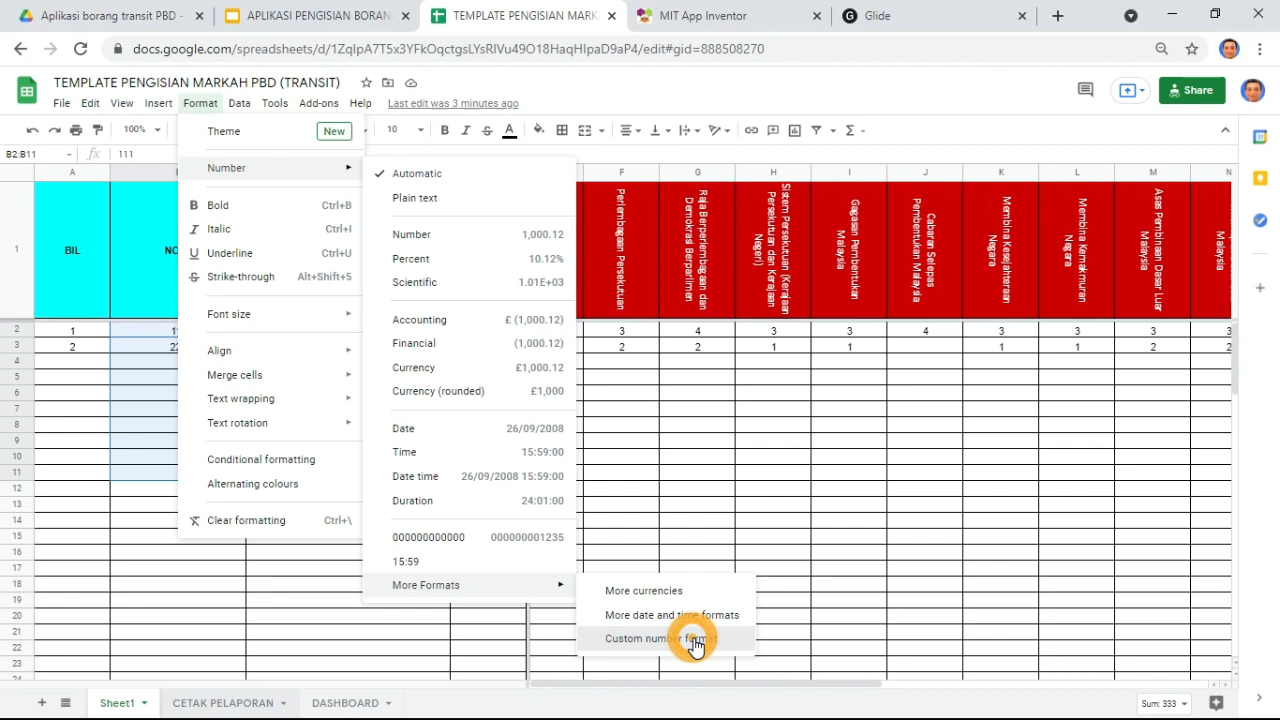 Aplikasi borang transit PBD -
APLIKASI PENGISIAN BORAN
TEMPLATE PENGISIAN MARK
MIT App Inventor
Glide
docs.google.com/spreadsheets/d/1ZqIpA7T5x3YFkOqctgsLYsRIVu49O18HaqHIpaD9aP4/edit#gid=888508270
TEMPLATE PENGISIAN MARKAH PBD (TRANSIT)
File Edit View Insert Format Data Tools Add-ons Help Last edit was 3 minutes ago
Share
100% 10
B2:B11 fx 111
Theme New
Number
Bold Ctrl+B
Italic Ctrl+I
Underline Ctrl+U
Strike-through Alt+Shift+5
Font size
Align
Merge cells
Text wrapping
Text rotation
Conditional formatting
Alternating colours
Clear formatting Ctrl+\
Automatic
Plain text
Number 1,000.12
Percent 10.12%
Scientific 1.01E+03
Accounting £ (1,000.12)
Financial (1,000.12)
Currency £1,000.12
Currency (rounded) £1,000
Date 26/09/2008
Time 15:59:00
Date time 26/09/2008 15:59:00
Duration 24:01:00
000000000000 000000001235
15:59
More Formats
More currencies
More date and time formats
Custom number format
A F G H I J K L M N
1 BIL NO
Perlembagaan Persekutuan
Raja Berperlembagaan dan
Demokrasi Berparlimen
Sistem Persekutuan (Kerajaan
Persekutuan dan Kerajaan
Negeri)
Gagasan Pembentukan
Malaysia
Cabaran Selepas
Pembentukan Malaysia
Membina Kesejahteraan
Negara
Membina Kemakmuran
Negara
Asas Pembinaan Dasar Luar
Malaysia
Malaysia
2 1 3 4 3 3 4 3 3 3 3
3 2 22 2 2 1 1 1 1 2 2
4
5
6
7
8
9
10
11
12
13
14
15
16
17
18
19
20
21
22
23
24
Sheet1 CETAK PELAPORAN DASHBOARD Sum: 333